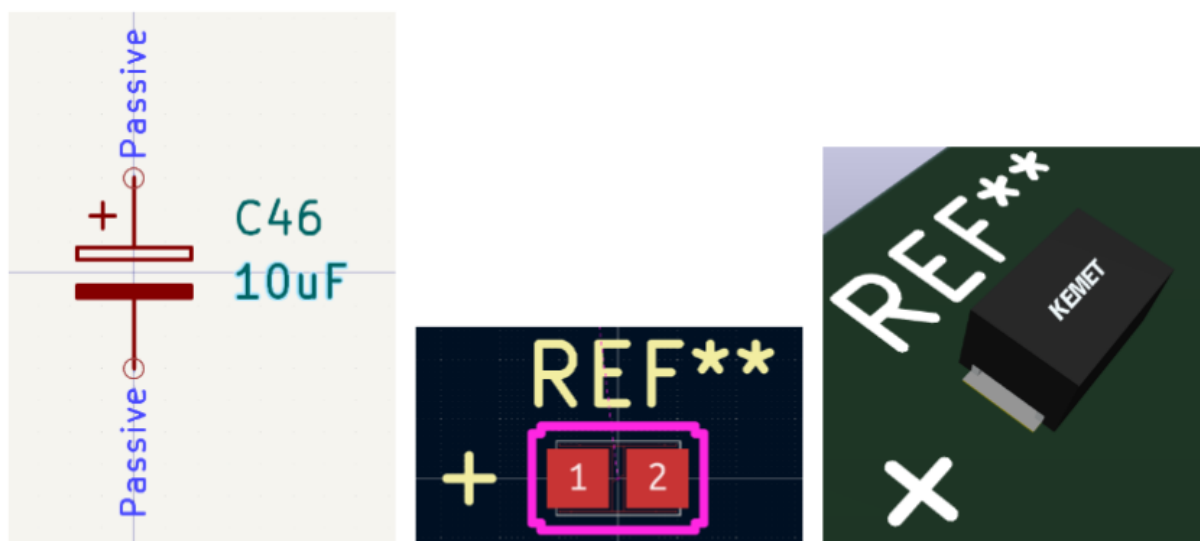 Passive
+
C46
10uF
Passive
REF**
+
1 2
REF**
KEMET
+